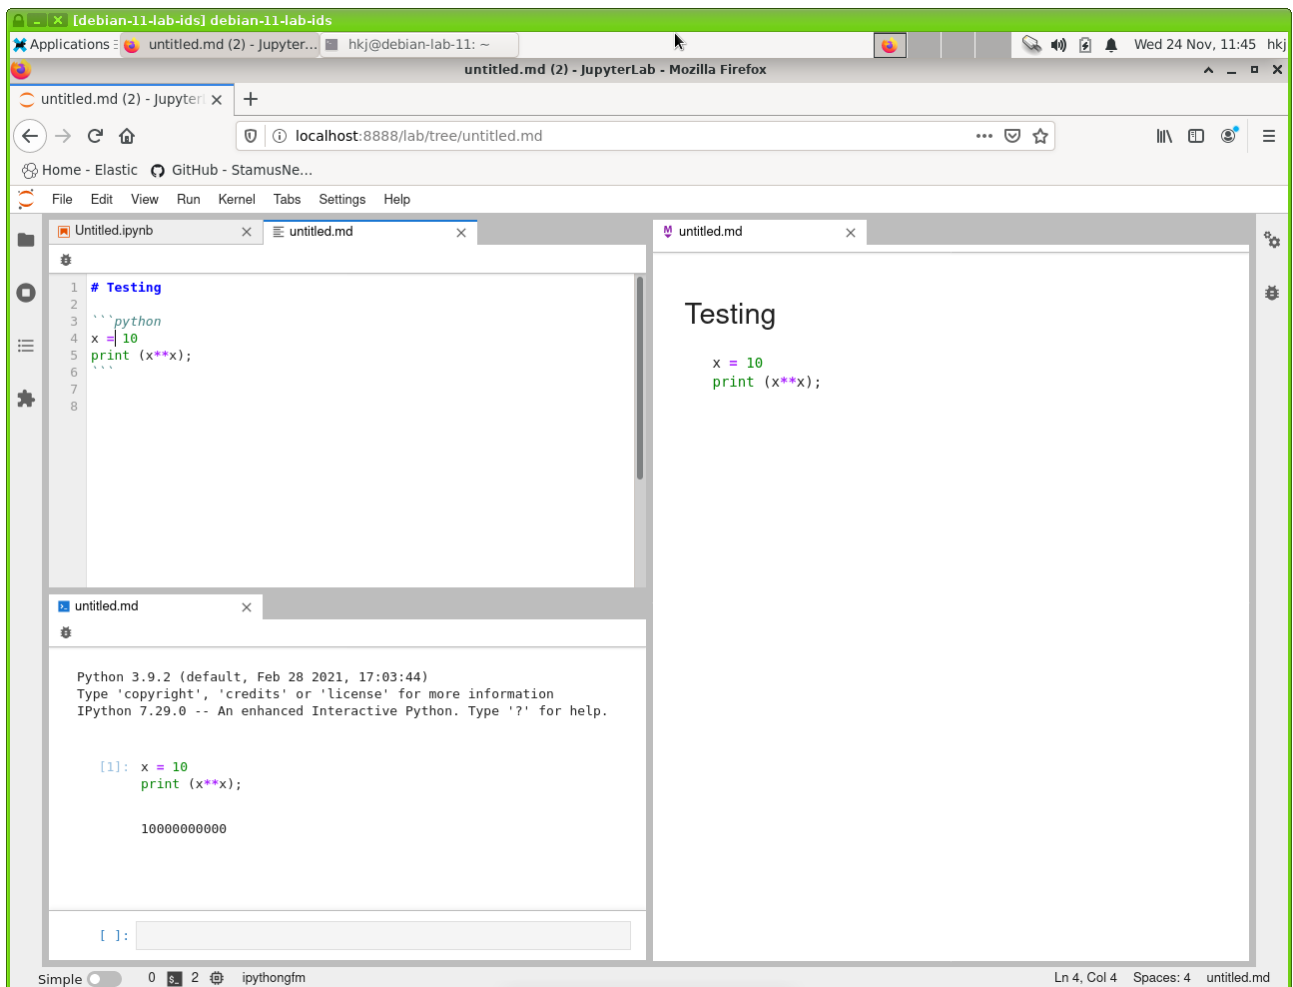 [debian-11-lab-ids] debian-11-lab-ids
Applications untitled.md (2) - Jupyter... hkj@debian-lab-11: ~ Wed 24 Nov, 11:45 hkj
untitled.md (2) - JupyterLab - Mozilla Firefox
untitled.md (2) - Jupyter
localhost:8888/lab/tree/untitled.md
Home - Elastic GitHub - StamusNe...
File Edit View Run Kernel Tabs Settings Help
Untitled.ipynb untitled.md
1 # Testing
2
3 ```python
4 x = 10
5 print (x**x);
6 ```
7
8
untitled.md
Testing
x = 10
print (x**x);
untitled.md
Python 3.9.2 (default, Feb 28 2021, 17:03:44)
Type 'copyright', 'credits' or 'license' for more information
IPython 7.29.0 -- An enhanced Interactive Python. Type '?' for help.
[1]: x = 10
print (x**x);
10000000000
[ ]:
Simple 0 $_ 2 ipythongfm Ln 4, Col 4 Spaces: 4 untitled.md